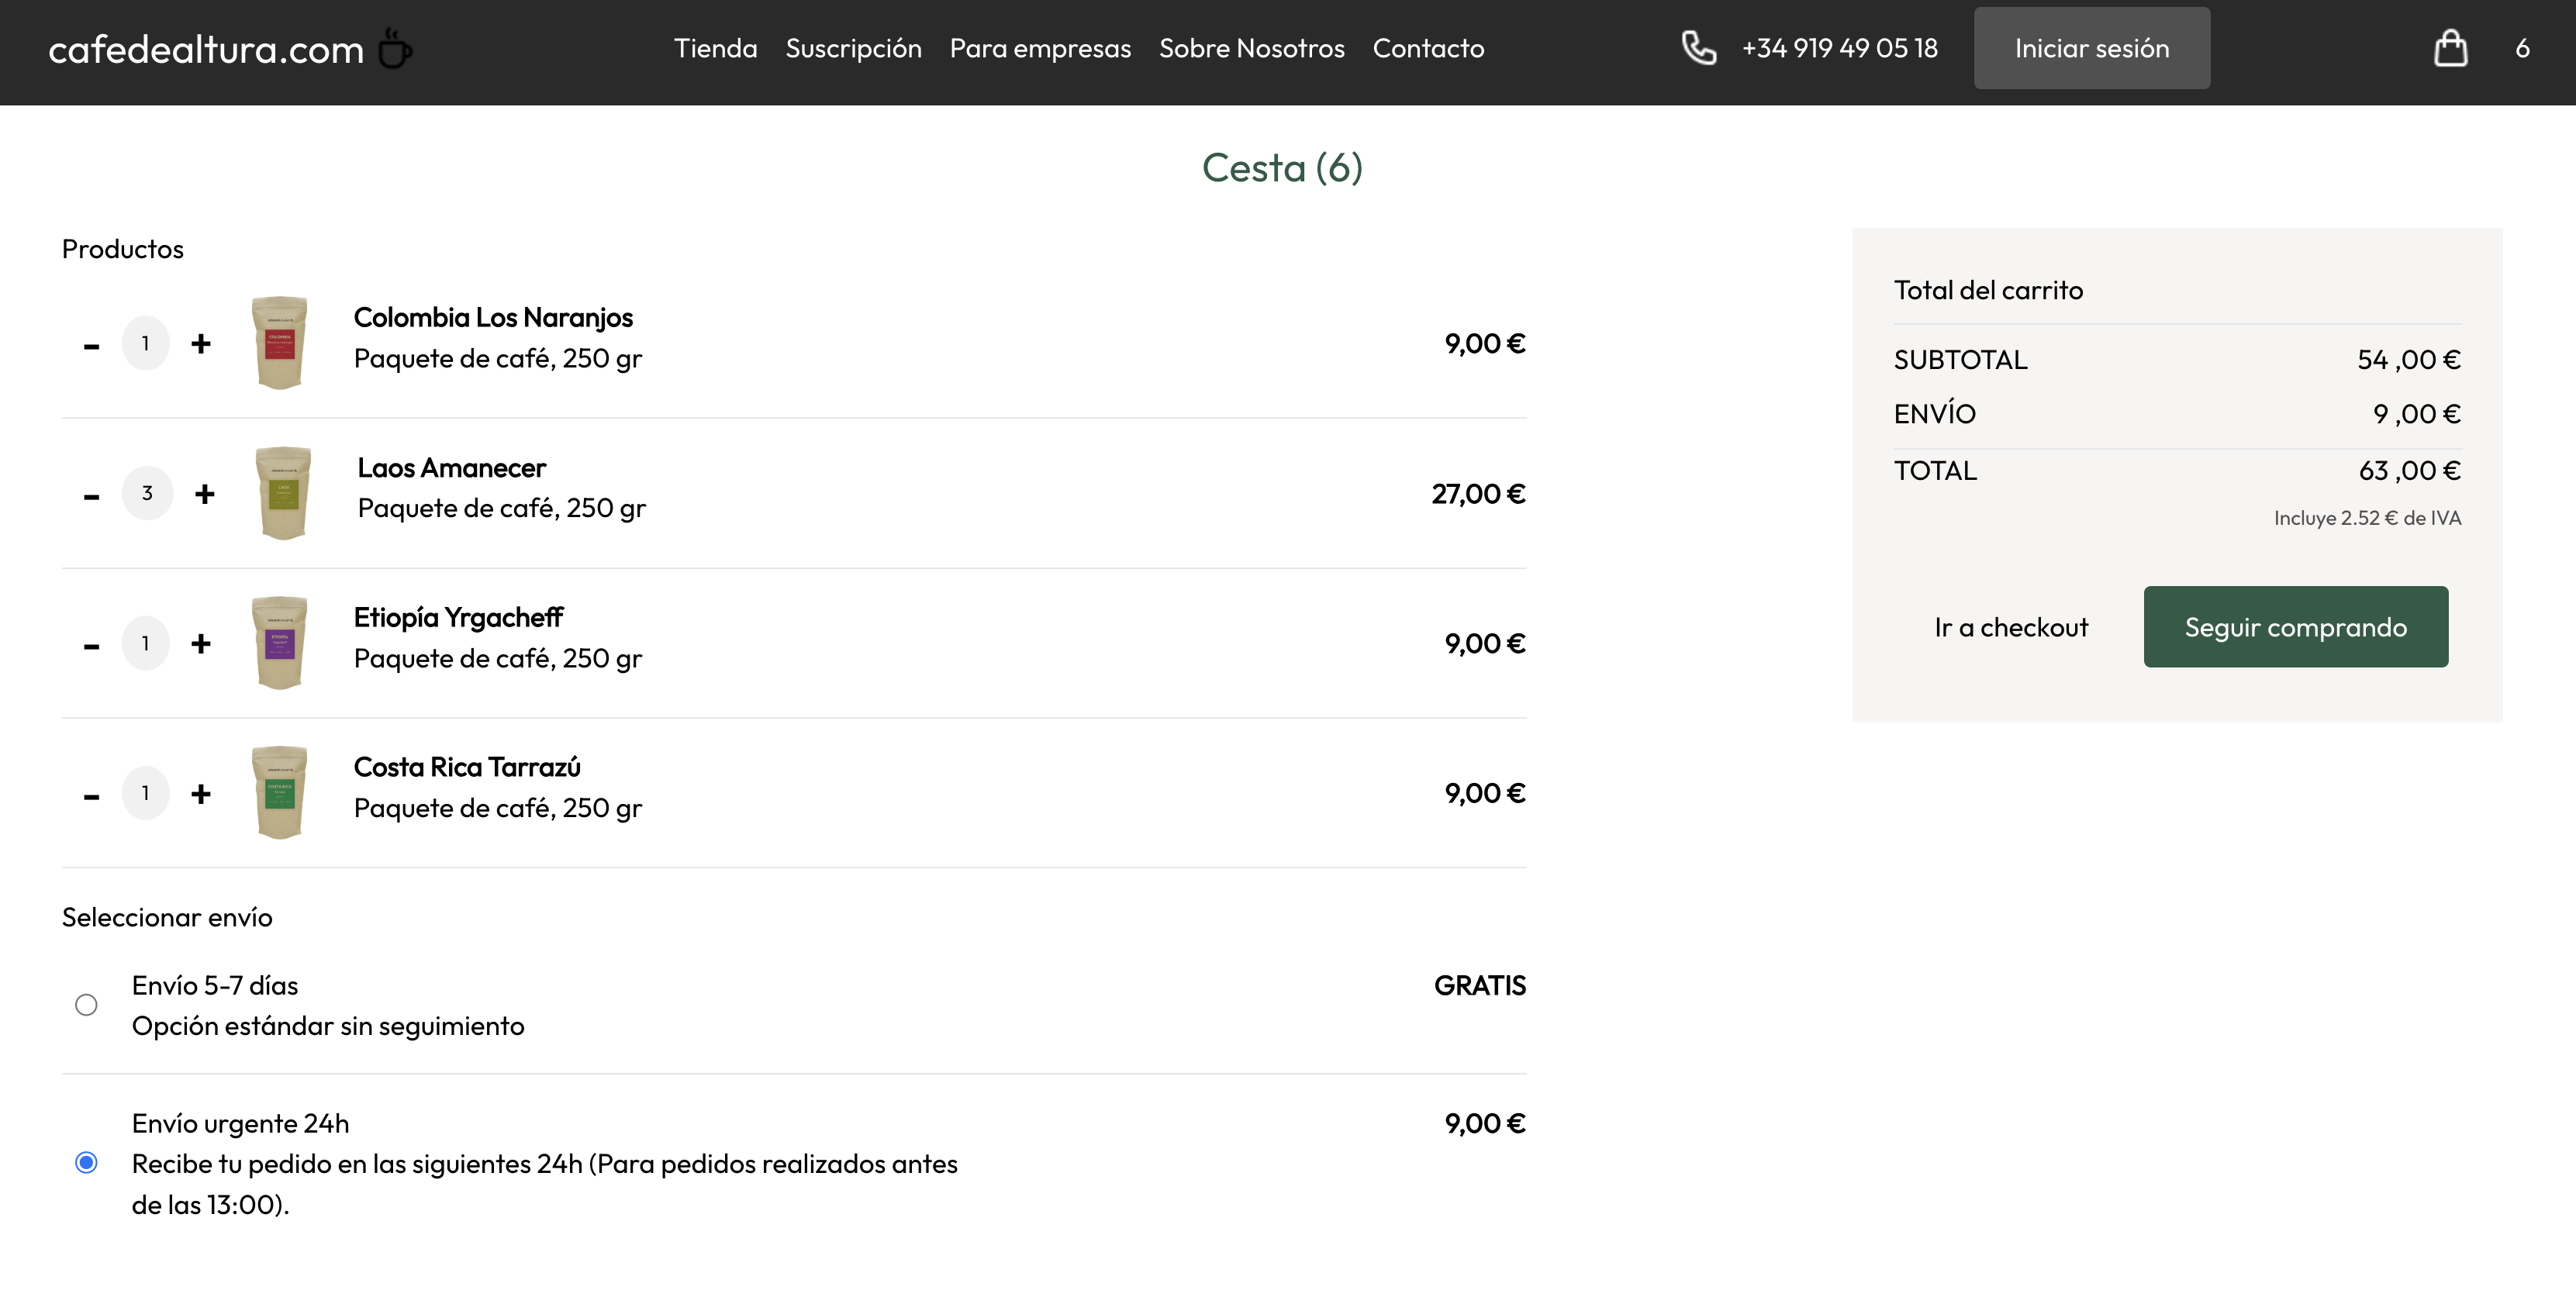 cafedealtura.com
Tienda Suscripción Para empresas Sobre Nosotros Contacto
+34 919 49 05 18
Iniciar sesión
6
Cesta (6)
Productos
- 1 + Colombia Los Naranjos
Paquete de café, 250 gr
9,00 €
- 3 + Laos Amanecer
Paquete de café, 250 gr
27,00 €
- 1 + Etiopía Yrgacheff
Paquete de café, 250 gr
9,00 €
- 1 + Costa Rica Tarrazú
Paquete de café, 250 gr
9,00 €
Seleccionar envío
Envío 5-7 días
Opción estándar sin seguimiento
GRATIS
Envío urgente 24h
Recibe tu pedido en las siguientes 24h (Para pedidos realizados antes
de las 13:00).
9,00 €
Total del carrito
SUBTOTAL 54 ,00 €
ENVÍO 9 ,00 €
TOTAL 63 ,00 €
Incluye 2.52 € de IVA
Ir a checkout
Seguir comprando